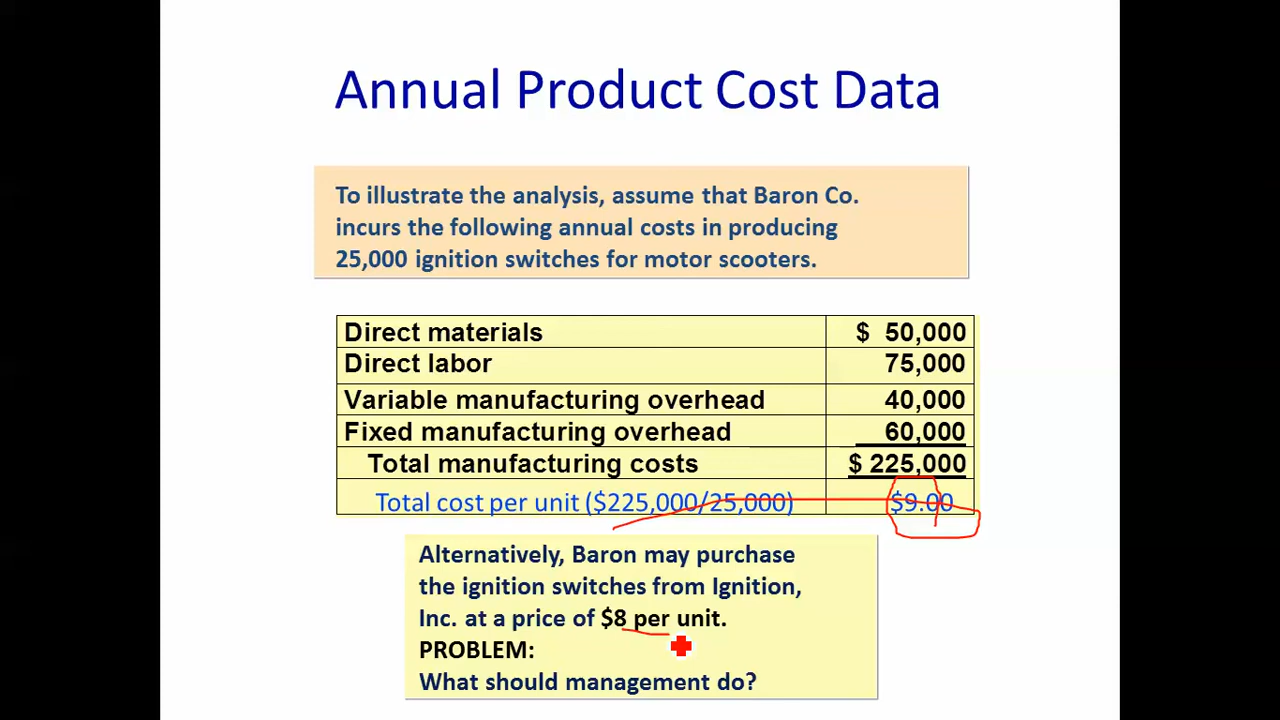 Annual Product Cost Data
To illustrate the analysis, assume that Baron Co.
incurs the following annual costs in producing
25,000 ignition switches for motor scooters.
Direct materials $ 50,000
Direct labor 75,000
Variable manufacturing overhead 40,000
Fixed manufacturing overhead 60,000
Total manufacturing costs $ 225,000
Total cost per unit ($225,000/25,000) $9.00
Alternatively, Baron may purchase
the ignition switches from Ignition,
Inc. at a price of $8 per unit.
PROBLEM:
What should management do?